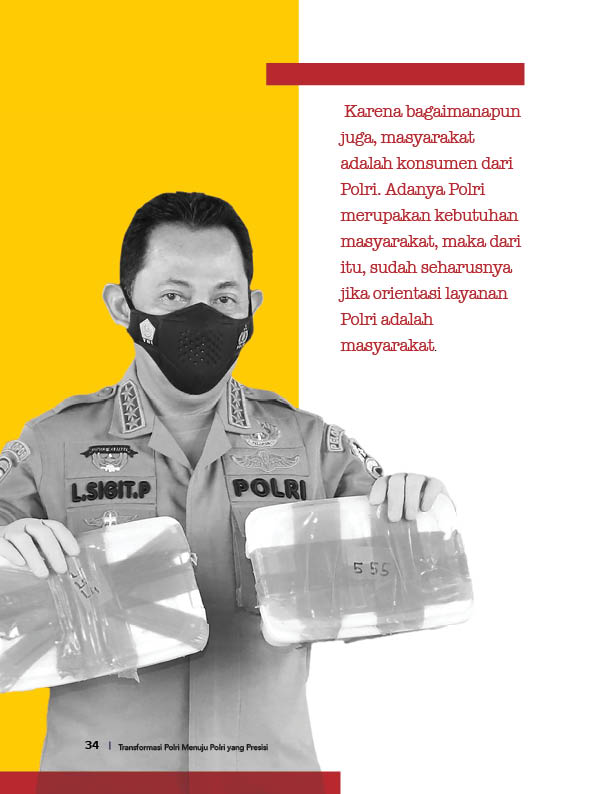 Karena bagaimanapun
juga, masyarakat
adalah konsumen dari
Polri. Adanya Polri
merupakan kebutuhan
masyarakat, maka dari
itu, sudah seharusnya
jika orientasi layanan
Polri adalah
masyarakat.
L.SIGIT.P
POLRI
555
34 | Transformasi Polri Menuju Polri yang Presisi